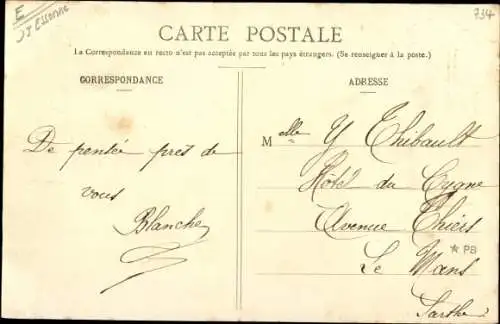 E
St Essonne
734
CARTE POSTALE
La Correspondance au recto n'est pas acceptée par tous les pays étrangers. (Se renseigner à la poste.)
CORRESPONDANCE
De pensée près de
vous
Blanche
ADRESSE
Melle Y Thibault
Hôtel du Cygne
Avenue Thiers
Le Mans
Sarthe
★ PB